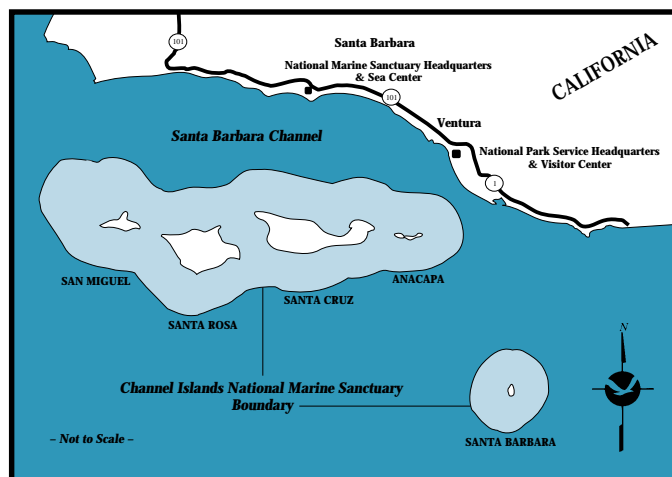 101
Santa Barbara
National Marine Sanctuary Headquarters
& Sea Center
CALIFORNIA
101
Ventura
Santa Barbara Channel
National Park Service Headquarters
& Visitor Center
1
SAN MIGUEL
SANTA ROSA
SANTA CRUZ
ANACAPA
N
Channel Islands National Marine Sanctuary
Boundary
– Not to Scale –
SANTA BARBARA